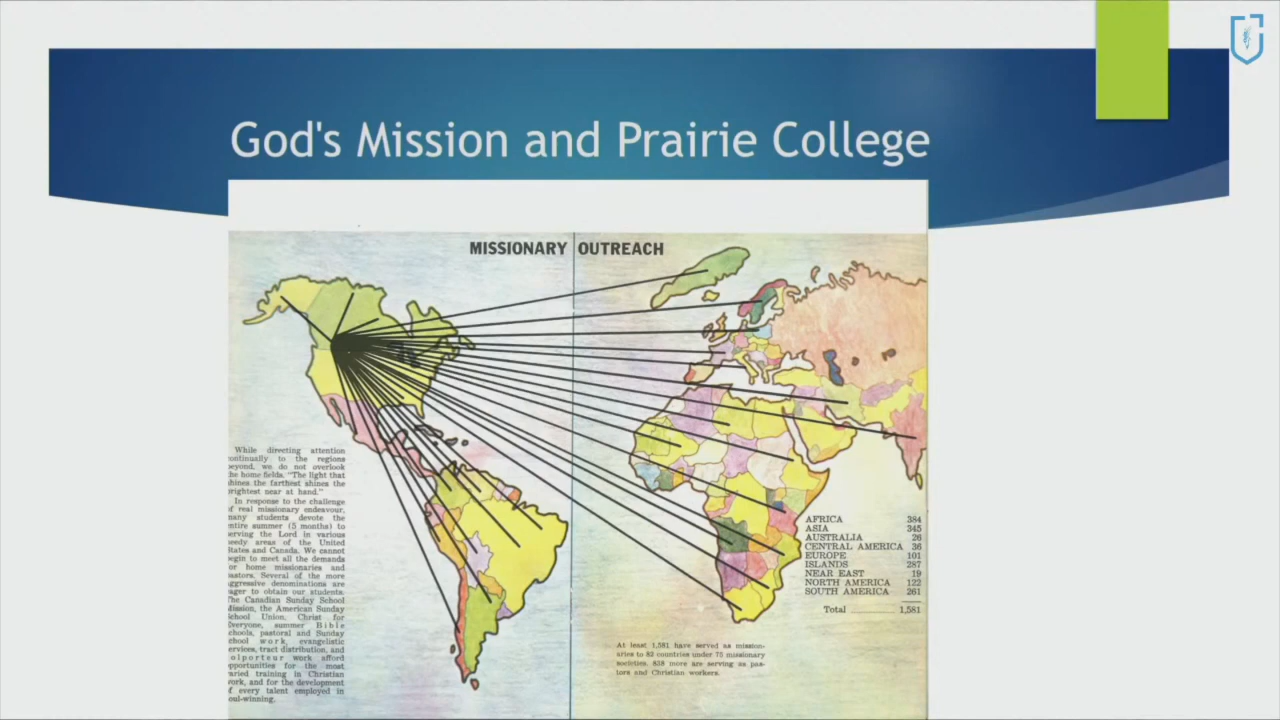 God's Mission and Prairie College
MISSIONARY OUTREACH
While directing attention
continually to the regions
beyond, we do not overlook
the home fields. "The light that
shines the farthest shines the
brightest near at hand."
In response to the challenge
of real missionary endeavour,
many students devote the
entire summer (5 months) to
serving the Lord in various
needy areas of the United
States and Canada. We cannot
begin to meet all the demands
for home missionaries and
pastors. Several of the more
aggressive denominations are
eager to obtain our students.
The Canadian Sunday School
Mission, the American Sunday
School Union, Christ for
Everyone, summer Bible
schools, pastoral and Sunday
school work, evangelistic
services, tract distribution, and
colporteur work afford
opportunities for the most
varied training in Christian
work, and for the development
of every talent employed in
soul-winning.
AFRICA 384
ASIA 345
AUSTRALIA 26
CENTRAL AMERICA 36
EUROPE 101
ISLANDS 287
NEAR EAST 19
NORTH AMERICA 122
SOUTH AMERICA 261
Total 1,581
At least 1,581 have served as mission-
aries to 82 countries under 75 missionary
societies. 838 more are serving as pas-
tors and Christian workers.